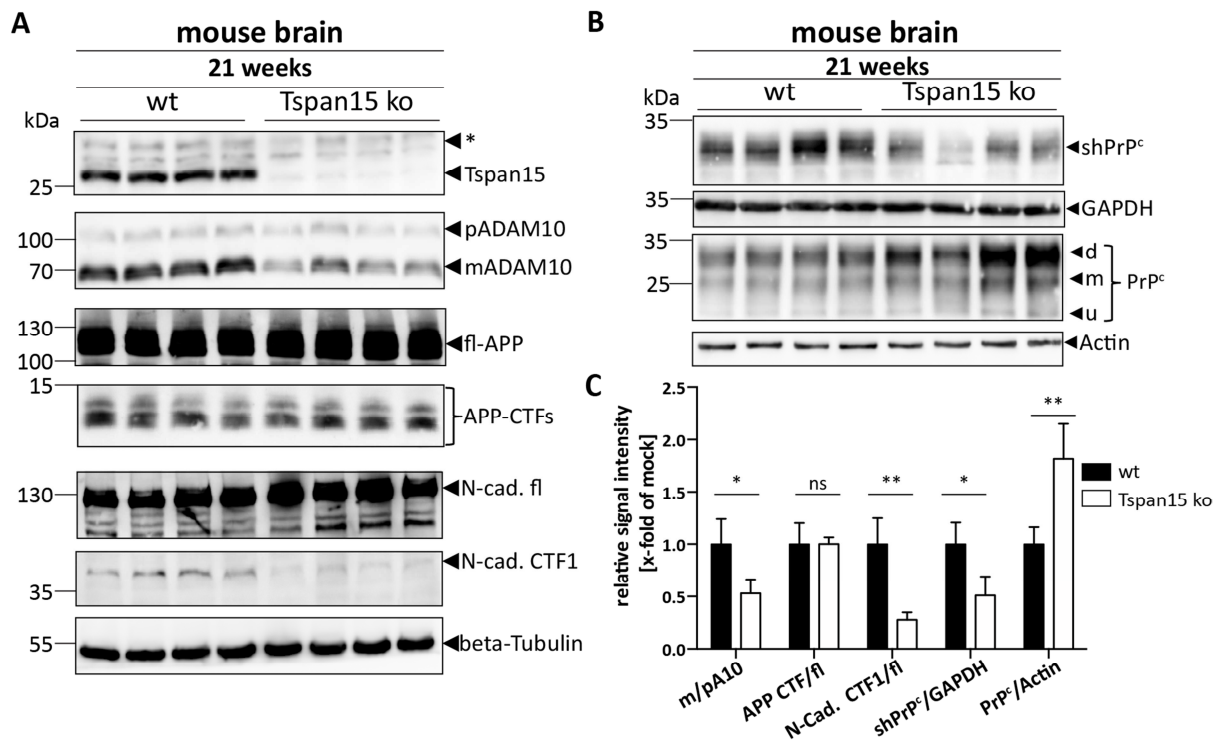 A
mouse brain
21 weeks
wt Tspan15 ko
kDa
*
Tspan15
25
pADAM10
100
70 mADAM10
130
fl-APP
100
15
APP-CTFs
130 N-cad. fl
N-cad. CTF1
35
55 beta-Tubulin
B
mouse brain
21 weeks
wt Tspan15 ko
kDa
35
shPrPᶜ
35
GAPDH
35
d
25 m PrPᶜ
u
Actin
C
relative signal intensity
[x-fold of mock]
2.5
2.0
1.5
1.0
0.5
0.0
* ns ** * **
wt
Tspan15 ko
m/pA10
APP CTF/fl
N-Cad. CTF1/fl
shPrPᶜ/GAPDH
PrPᶜ/Actin